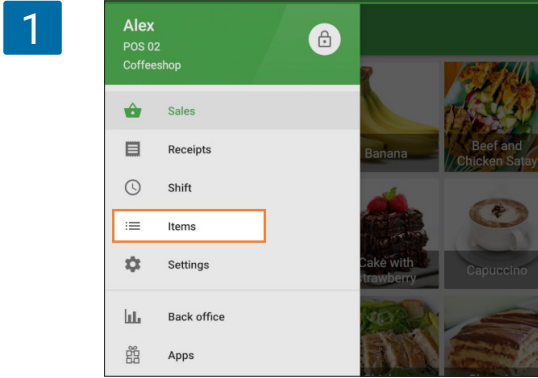 1
Alex
POS 02
Coffeeshop
Sales
Receipts
Shift
Items
Settings
Back office
Apps
Banana
Beef and
Chicken Satay
Cake with
strawberry
Capuccino